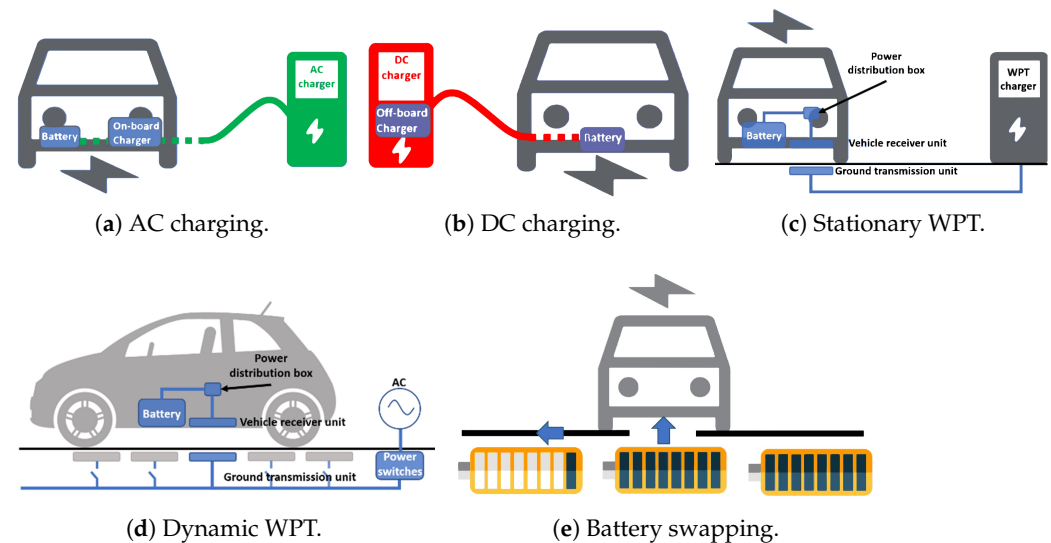 AC
charger
Battery
On-board
Charger
(a) AC charging.
DC
charger
Off-board
Charger
Battery
(b) DC charging.
Power
distribution box
WPT
charger
Battery
Vehicle receiver unit
Ground transmission unit
(c) Stationary WPT.
Power
distribution box
AC
Battery
Vehicle receiver unit
Power
switches
Ground transmission unit
(d) Dynamic WPT.
(e) Battery swapping.